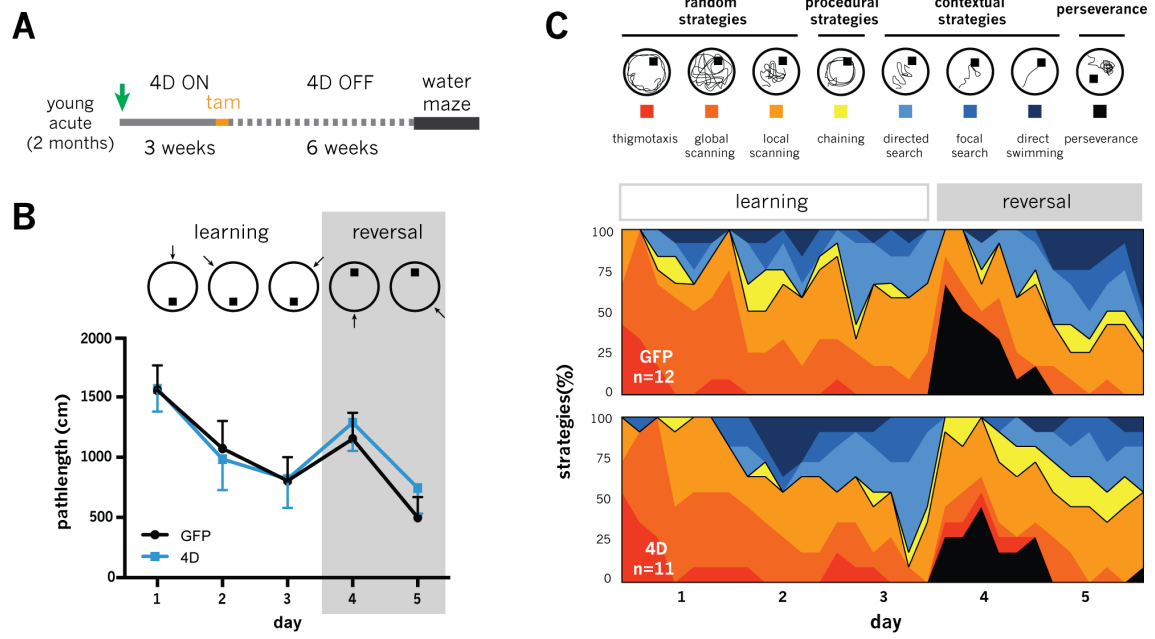 A
4D ON
4D OFF
water
maze
tam
young
acute
(2 months)
3 weeks
6 weeks
B
learning
reversal
2000
1500
1000
500
0
pathlength (cm)
GFP
4D
1
2
3
4
5
day
C
random
strategies
procedural
strategies
contextual
strategies
perseverance
thigmotaxis
global
scanning
local
scanning
chaining
directed
search
focal
search
direct
swimming
perseverance
learning
reversal
strategies(%)
100
75
50
25
0
GFP
n=12
100
75
50
25
0
4D
n=11
1
2
3
4
5
day